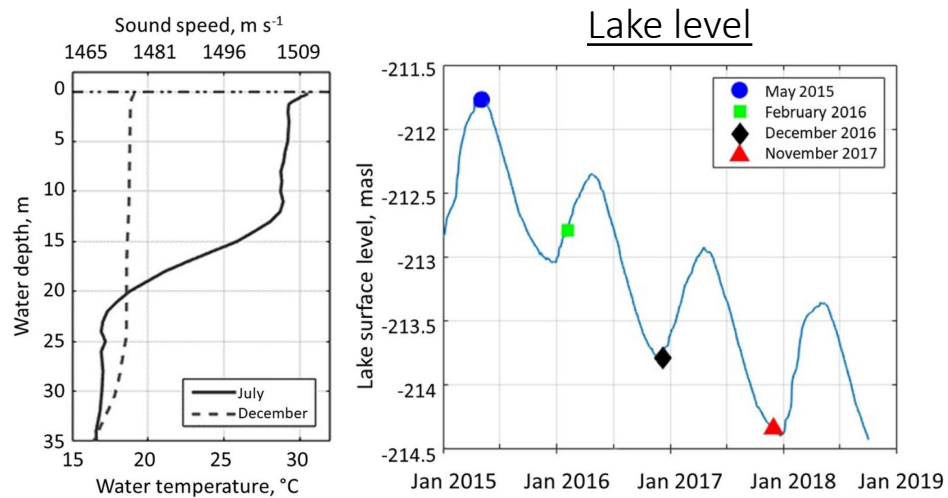 Sound speed, m s-1
1465 1481 1496 1509
0
5
10
15
20
25
30
35
Water depth, m
July
December
15 20 25 30
Water temperature, °C
Lake level
-211.5
-212
-212.5
-213
-213.5
-214
-214.5
Lake surface level, masl
May 2015
February 2016
December 2016
November 2017
Jan 2015 Jan 2016 Jan 2017 Jan 2018 Jan 2019